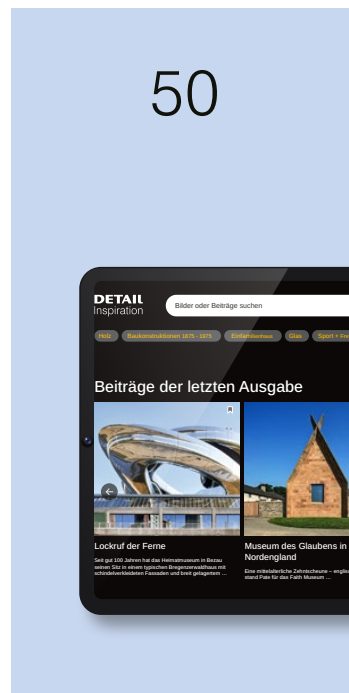 50
DETAIL
Inspiration
Bilder oder Beiträge suchen
Holz
Baukonstruktionen 1875 - 1975
Einfamilienhaus
Glas
Sport + Fre
Beiträge der letzten Ausgabe
Lockruf der Ferne
Seit gut 100 Jahren hat das Heimatmuseum in Bezau
seinen Sitz in einem typischen Bregenzerwaldhaus mit
schindelverkleideten Fassaden und breit gelagertem ...
Museum des Glaubens in
Nordengland
Eine mittelalterliche Zehntscheune – englis
stand Pate für das Faith Museum ...